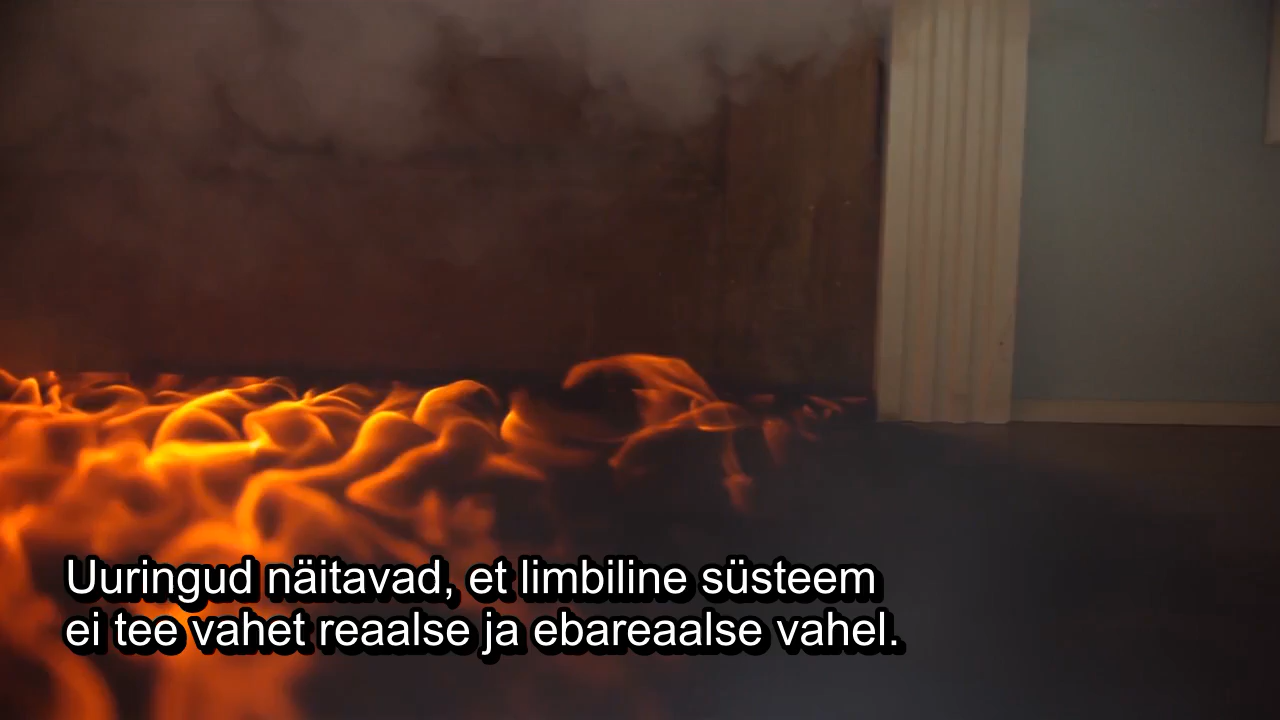 Uuringud näitavad, et limbiline süsteem
ei tee vahet reaalse ja ebareaalse vahel.